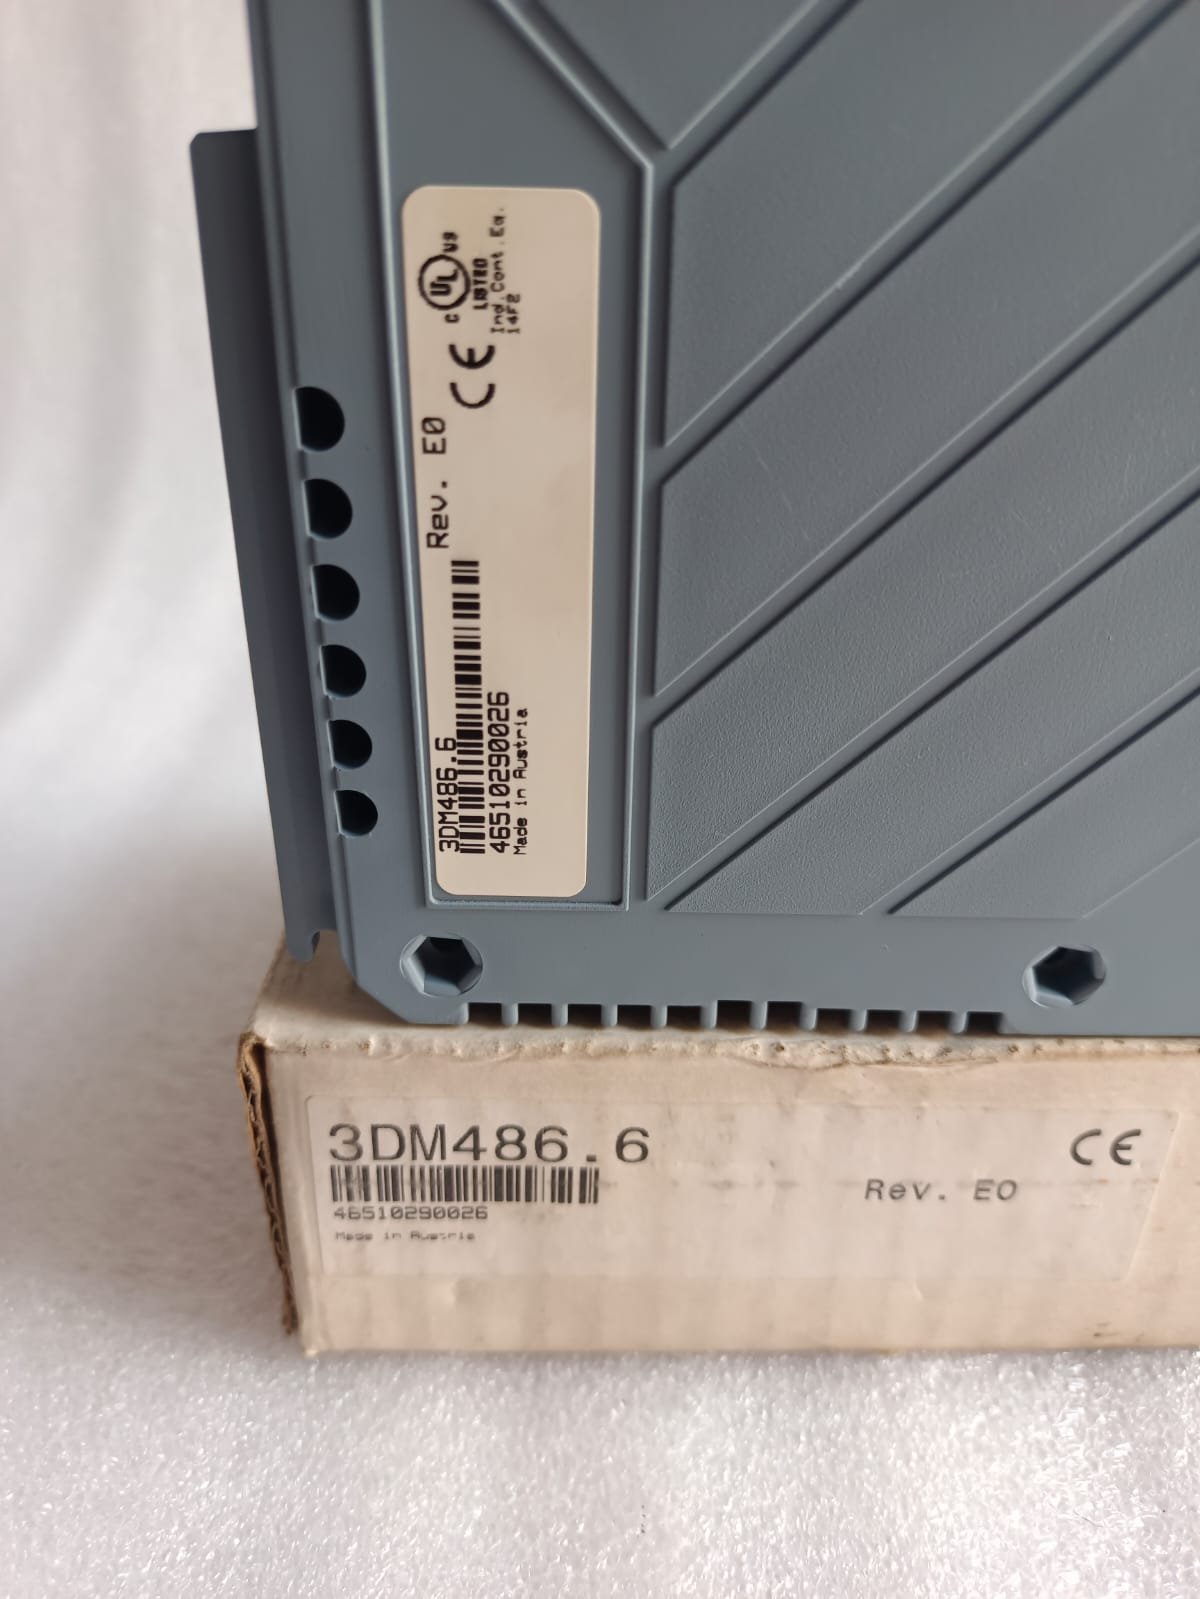 3DM486.6
Rev. E0
46510290026
Made in Austria
CE
C UL US
LISTED
Ind.Cont.Eq.
14F2
3DM486.6
CE
Rev. E0
46510290026
Made in Austria